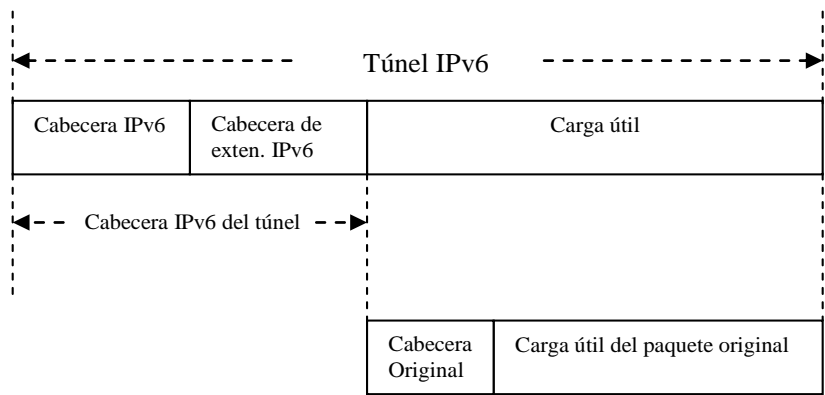 Túnel IPv6
Cabecera IPv6
Cabecera de
exten. IPv6
Carga útil
Cabecera IPv6 del túnel
Cabecera
Original
Carga útil del paquete original